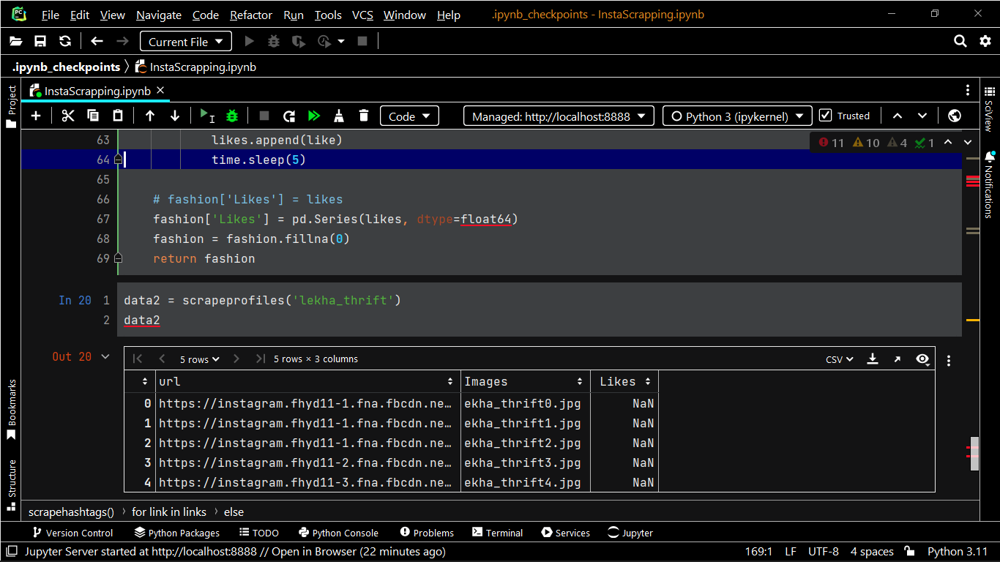 PC File Edit View Navigate Code Refactor Run Tools VCS Window Help .ipynb_checkpoints - InstaScrapping.ipynb
Current File
.ipynb_checkpoints InstaScrapping.ipynb
InstaScrapping.ipynb
Code Managed: http://localhost:8888 Python 3 (ipykernel) Trusted
Project
SciView
Notifications
11 10 4 1
63 likes.append(like)
64 time.sleep(5)
65
66 # fashion['Likes'] = likes
67 fashion['Likes'] = pd.Series(likes, dtype=float64)
68 fashion = fashion.fillna(0)
69 return fashion
In 20 1 data2 = scrapeprofiles('lekha_thrift')
2 data2
Out 20 5 rows 5 rows × 3 columns CSV
url Images Likes
0 https://instagram.fhyd11-1.fna.fbcdn.ne… ekha_thrift0.jpg NaN
1 https://instagram.fhyd11-1.fna.fbcdn.ne… ekha_thrift1.jpg NaN
2 https://instagram.fhyd11-1.fna.fbcdn.ne… ekha_thrift2.jpg NaN
3 https://instagram.fhyd11-2.fna.fbcdn.ne… ekha_thrift3.jpg NaN
4 https://instagram.fhyd11-3.fna.fbcdn.ne… ekha_thrift4.jpg NaN
Bookmarks
Structure
scrapehashtags() for link in links else
Version Control Python Packages TODO Python Console Problems Terminal Services Jupyter
Jupyter Server started at http://localhost:8888 // Open in Browser (22 minutes ago) 169:1 LF UTF-8 4 spaces Python 3.11